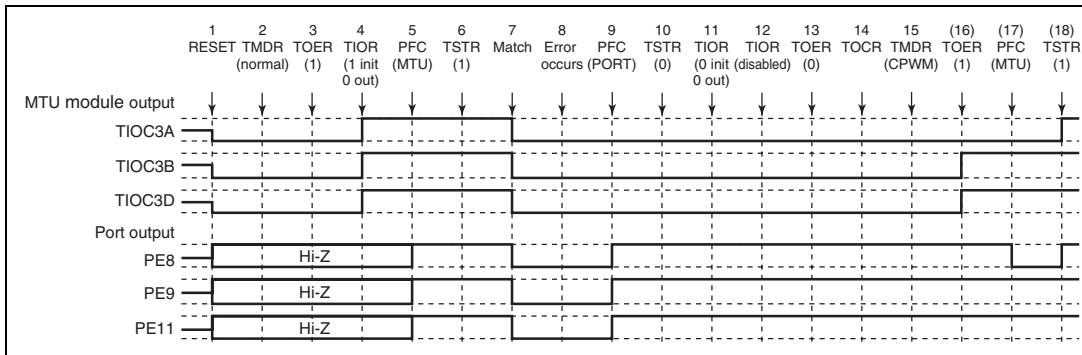 1 2 3 4 5 6 7 8 9 10 11 12 13 14 15 (16) (17) (18)
RESET TMDR TOER TIOR PFC TSTR Match Error PFC TSTR TIOR TIOR TOER TOCR TMDR TOER PFC TSTR
(normal) (1) (1 init (MTU) (1) occurs (PORT) (0) (0 init (disabled) (0) (CPWM) (1) (MTU) (1)
0 out) 0 out)
MTU module output
TIOC3A
TIOC3B
TIOC3D
Port output
PE8 Hi-Z
PE9 Hi-Z
PE11 Hi-Z